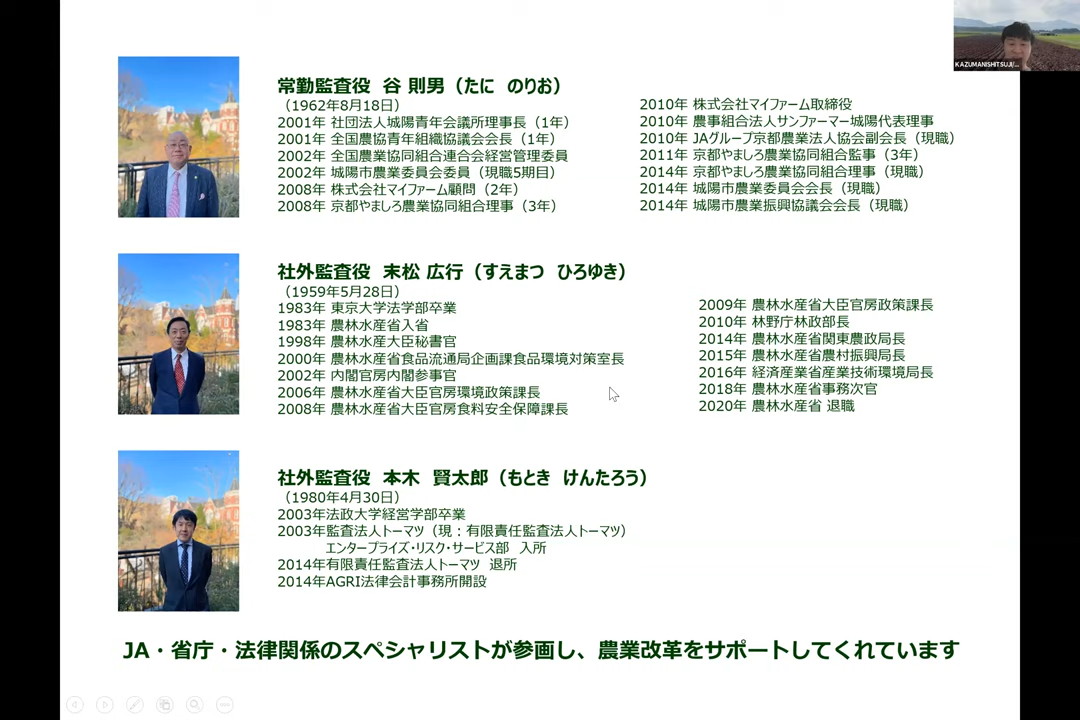 KAZUMANISHITSUJI/...
常勤監査役 谷 則男（たに のりお）
（1962年8月18日）
2001年 社団法人城陽青年会議所理事長（1年）
2001年 全国農協青年組織協議会会長（1年）
2002年 全国農業協同組合連合会経営管理委員
2002年 城陽市農業委員会委員（現職5期目）
2008年 株式会社マイファーム顧問（2年）
2008年 京都やましろ農業協同組合理事（3年）
2010年 株式会社マイファーム取締役
2010年 農事組合法人サンファーマー城陽代表理事
2010年 JAグループ京都農業法人協会副会長（現職）
2011年 京都やましろ農業協同組合監事（3年）
2014年 京都やましろ農業協同組合理事（現職）
2014年 城陽市農業委員会会長（現職）
2014年 城陽市農業振興協議会会長（現職）
社外監査役 末松 広行（すえまつ ひろゆき）
（1959年5月28日）
1983年 東京大学法学部卒業
1983年 農林水産省入省
1998年 農林水産大臣秘書官
2000年 農林水産省食品流通局企画課食品環境対策室長
2002年 内閣官房内閣参事官
2006年 農林水産省大臣官房環境政策課長
2008年 農林水産省大臣官房食料安全保障課長
2009年 農林水産省大臣官房政策課長
2010年 林野庁林政部長
2014年 農林水産省関東農政局長
2015年 農林水産省農村振興局長
2016年 経済産業省産業技術環境局長
2018年 農林水産省事務次官
2020年 農林水産省 退職
社外監査役 本木 賢太郎（もとき けんたろう）
（1980年4月30日）
2003年法政大学経営学部卒業
2003年監査法人トーマツ（現：有限責任監査法人トーマツ）
エンタープライズ・リスク・サービス部 入所
2014年有限責任監査法人トーマツ 退所
2014年AGRI法律会計事務所開設
JA・省庁・法律関係のスペシャリストが参画し、農業改革をサポートしてくれています